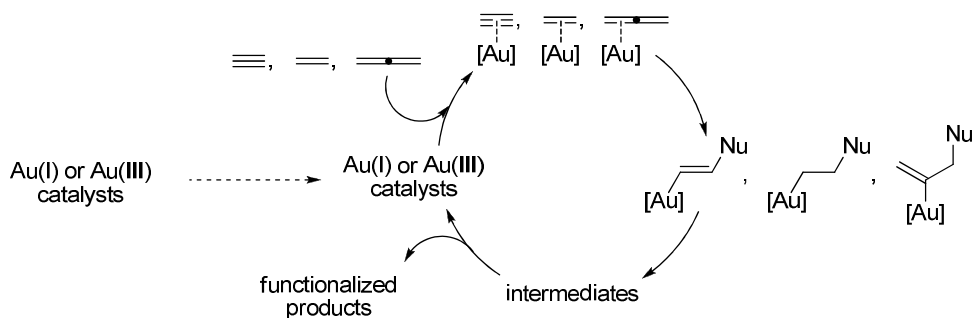 [Au] [Au] [Au]
, , 
, , 
Au(I) or Au(III)
catalysts
Au(I) or Au(III)
catalysts
Nu Nu Nu
[Au] , [Au] , [Au]
functionalized
products
intermediates